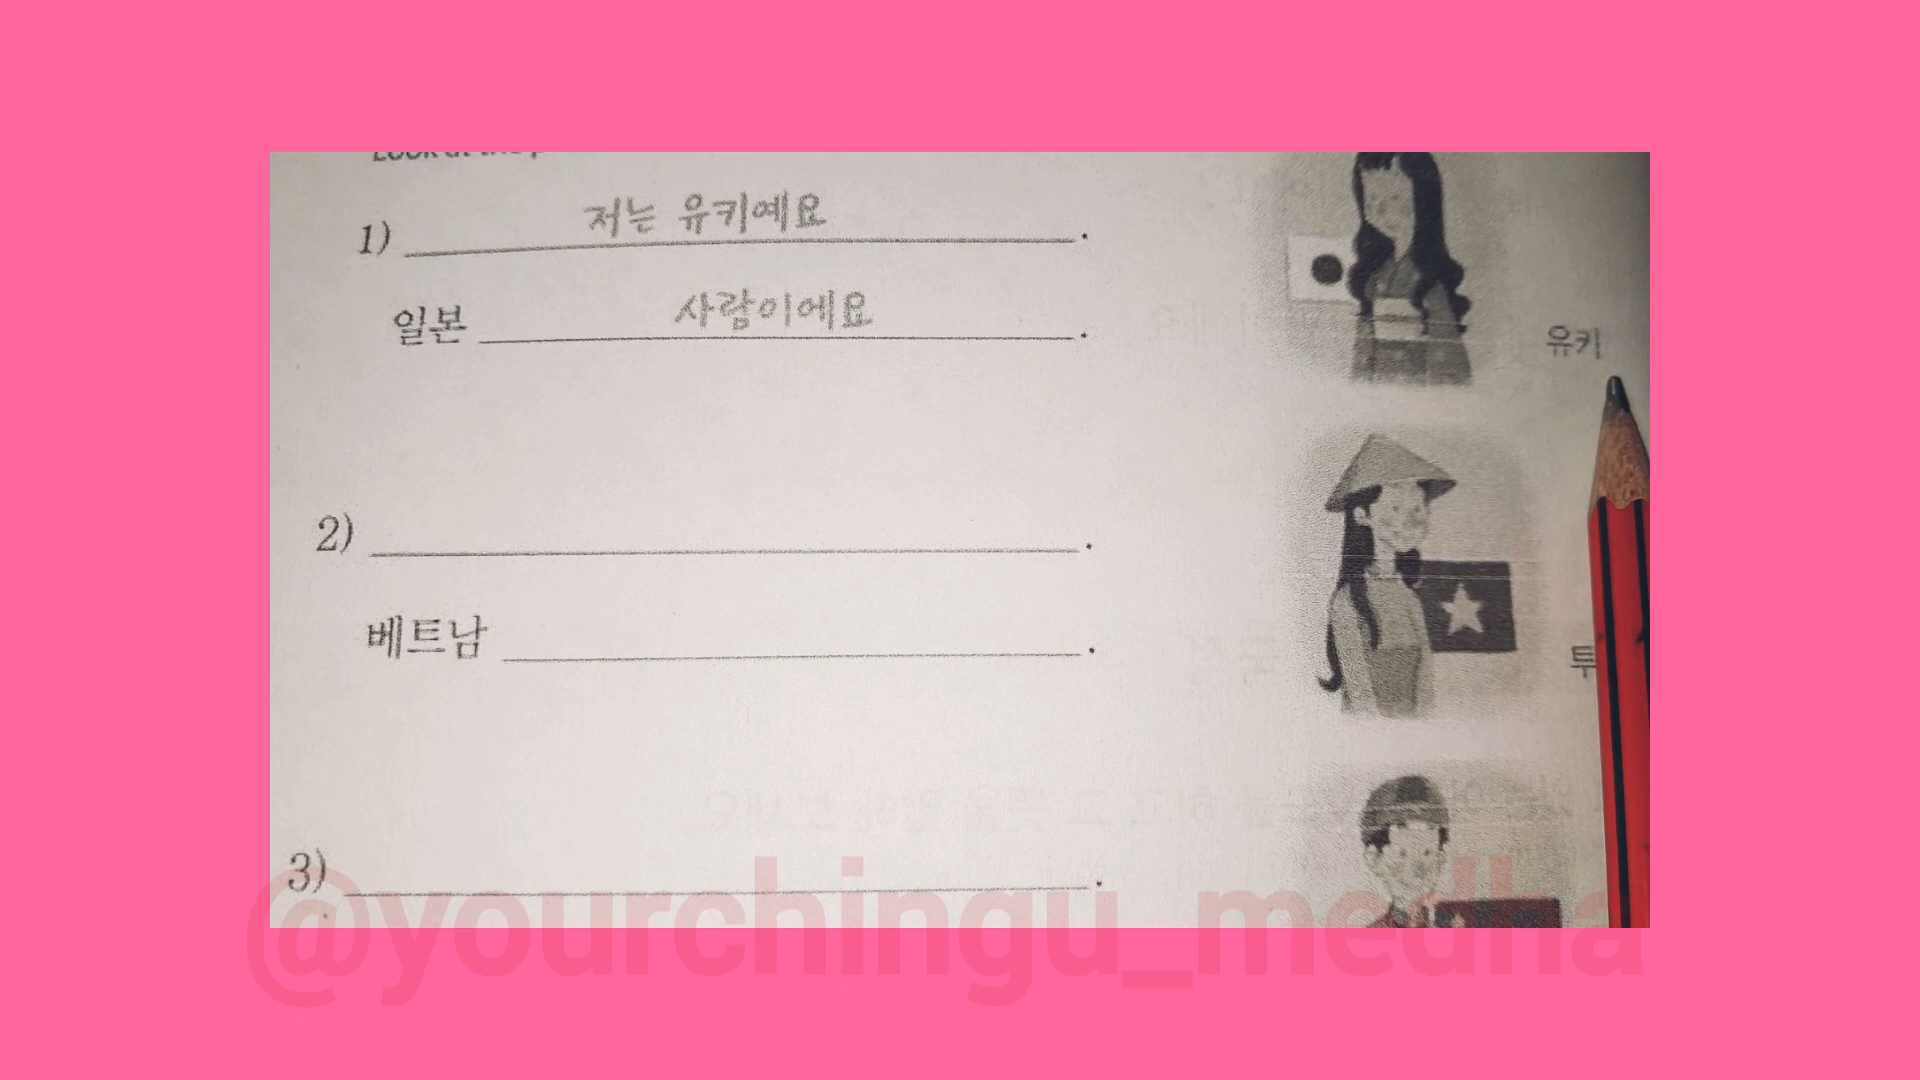 1) 저는 유키예요.
일본 사람이에요.
유키
2) .
베트남 .
3) .
@yourchingu_medha